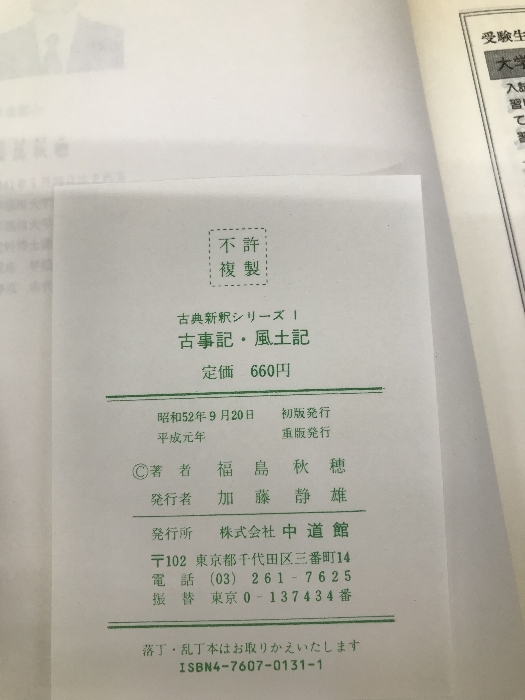 不許
複製
古典新釈シリーズ 1
古事記・風土記
定価 660円
昭和52年9月20日 初版発行
平成元年 重版発行
©著者 福島秋穂
発行者 加藤静雄
発行所 株式会社 中道館
〒102 東京都千代田区三番町14
電話 (03) 261-7625
振替 東京0-137434番
落丁・乱丁本はお取りかえいたします
ISBN4-7607-0131-1
受験生
大学
入試